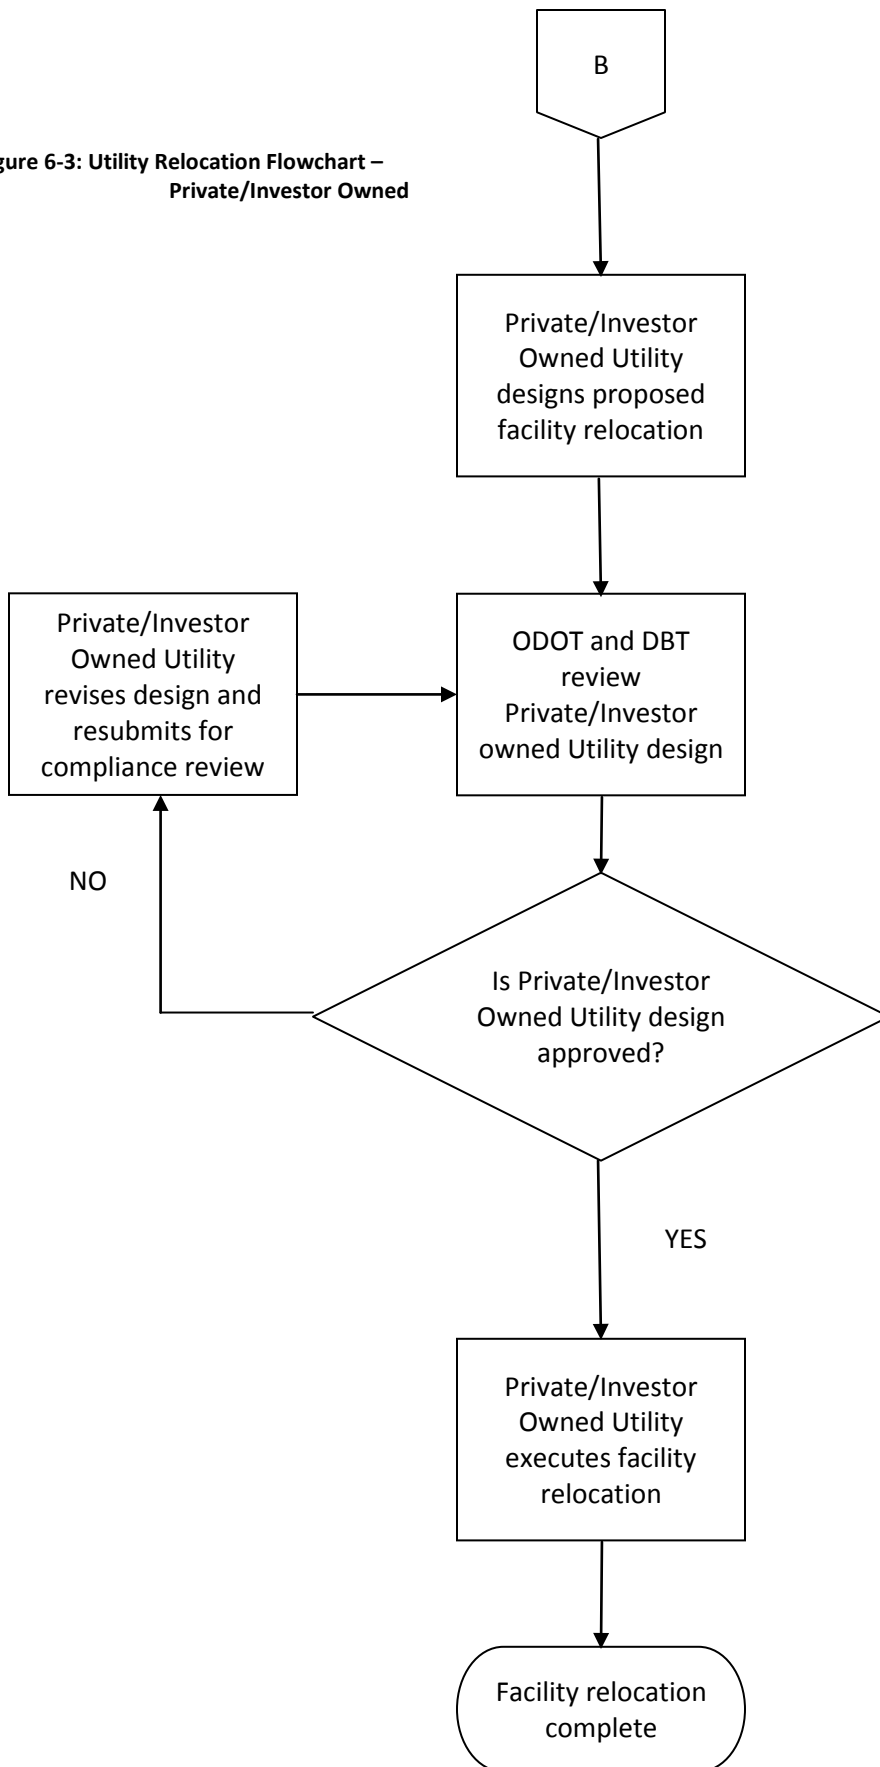 B
gure 6-3: Utility Relocation Flowchart –
Private/Investor Owned
Private/Investor
Owned Utility
designs proposed
facility relocation
Private/Investor
Owned Utility
revises design and
resubmits for
compliance review
ODOT and DBT
review
Private/Investor
owned Utility design
NO
Is Private/Investor
Owned Utility design
approved?
YES
Private/Investor
Owned Utility
executes facility
relocation
Facility relocation
complete